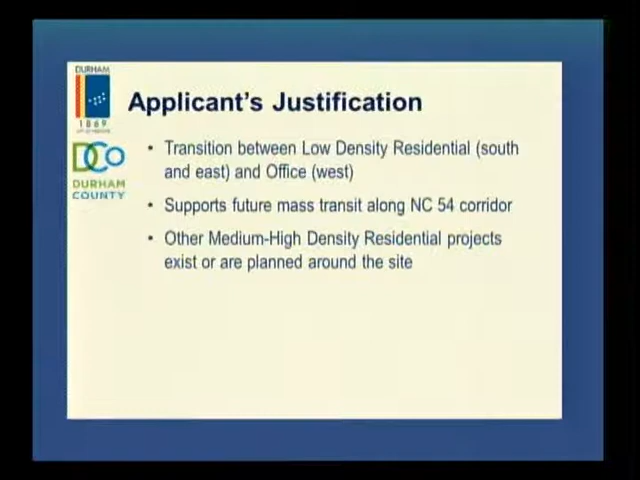 DURHAM
1869
DCo
DURHAM
COUNTY
Applicant's Justification
• Transition between Low Density Residential (south
and east) and Office (west)
• Supports future mass transit along NC 54 corridor
• Other Medium-High Density Residential projects
exist or are planned around the site